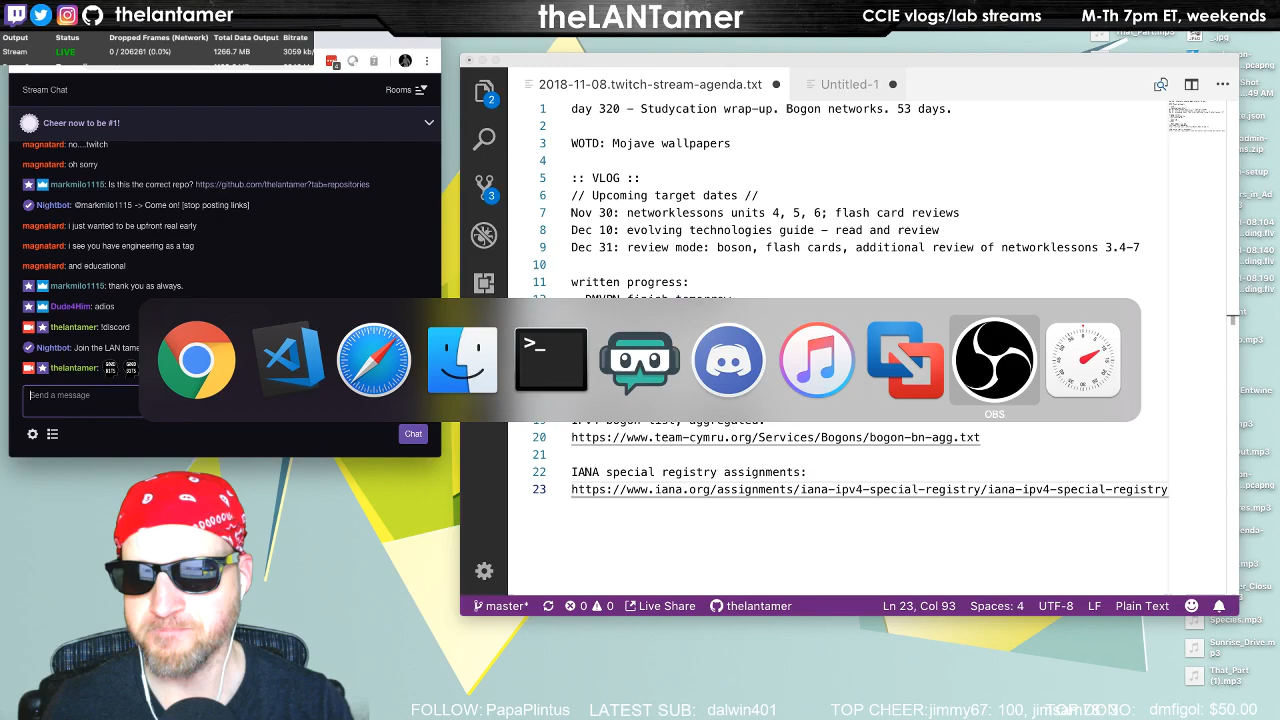 thelantamer
theLANTamer
CCIE vlogs/lab streams
M-Th 7pm ET, weekends
Output Status Dropped Frames (Network) Total Data Output Bitrate
Stream LIVE 0 / 206261 (0.0%) 1266.7 MB 3059 kb/
4
Stream Chat
Rooms
Cheer now to be #1!
magnatard: no....twitch
magnatard: oh sorry
markmilo1115: Is this the correct repo? https://github.com/thelantamer?tab=repositories
Nightbot: @markmilo1115 -> Come on! [stop posting links]
magnatard: i just wanted to be upfront real early
magnatard: i see you have engineering as a tag
magnatard: and educational
markmilo1115: thank you as always.
Dude4Him: adios
thelantamer: !discord
Nightbot: Join the LAN tame
thelantamer:
Send a message
Chat
2018-11-08.twitch-stream-agenda.txt
Untitled-1
2
3
1 day 320 – Studycation wrap-up. Bogon networks. 53 days.
2
3 WOTD: Mojave wallpapers
4
5 :: VLOG ::
6 // Upcoming target dates //
7 Nov 30: networklessons units 4, 5, 6; flash card reviews
8 Dec 10: evolving technologies guide – read and review
9 Dec 31: review mode: boson, flash cards, additional review of networklessons 3.4-7
10
11 written progress:
OBS
20 https://www.team-cymru.org/Services/Bogons/bogon-bn-agg.txt
21
22 IANA special registry assignments:
23 https://www.iana.org/assignments/iana-ipv4-special-registry/iana-ipv4-special-registry
master*
0 0
Live Share
thelantamer
Ln 23, Col 93
Spaces: 4
UTF-8
LF
Plain Text
Species.mp3
Sunrise_Drive.m
p3
That_Part
(1).mp3
FOLLOW: PapaPlintus
LATEST SUB: dalwin401
TOP CHEER: jimmy67: 100,
dmfigol: $50.00